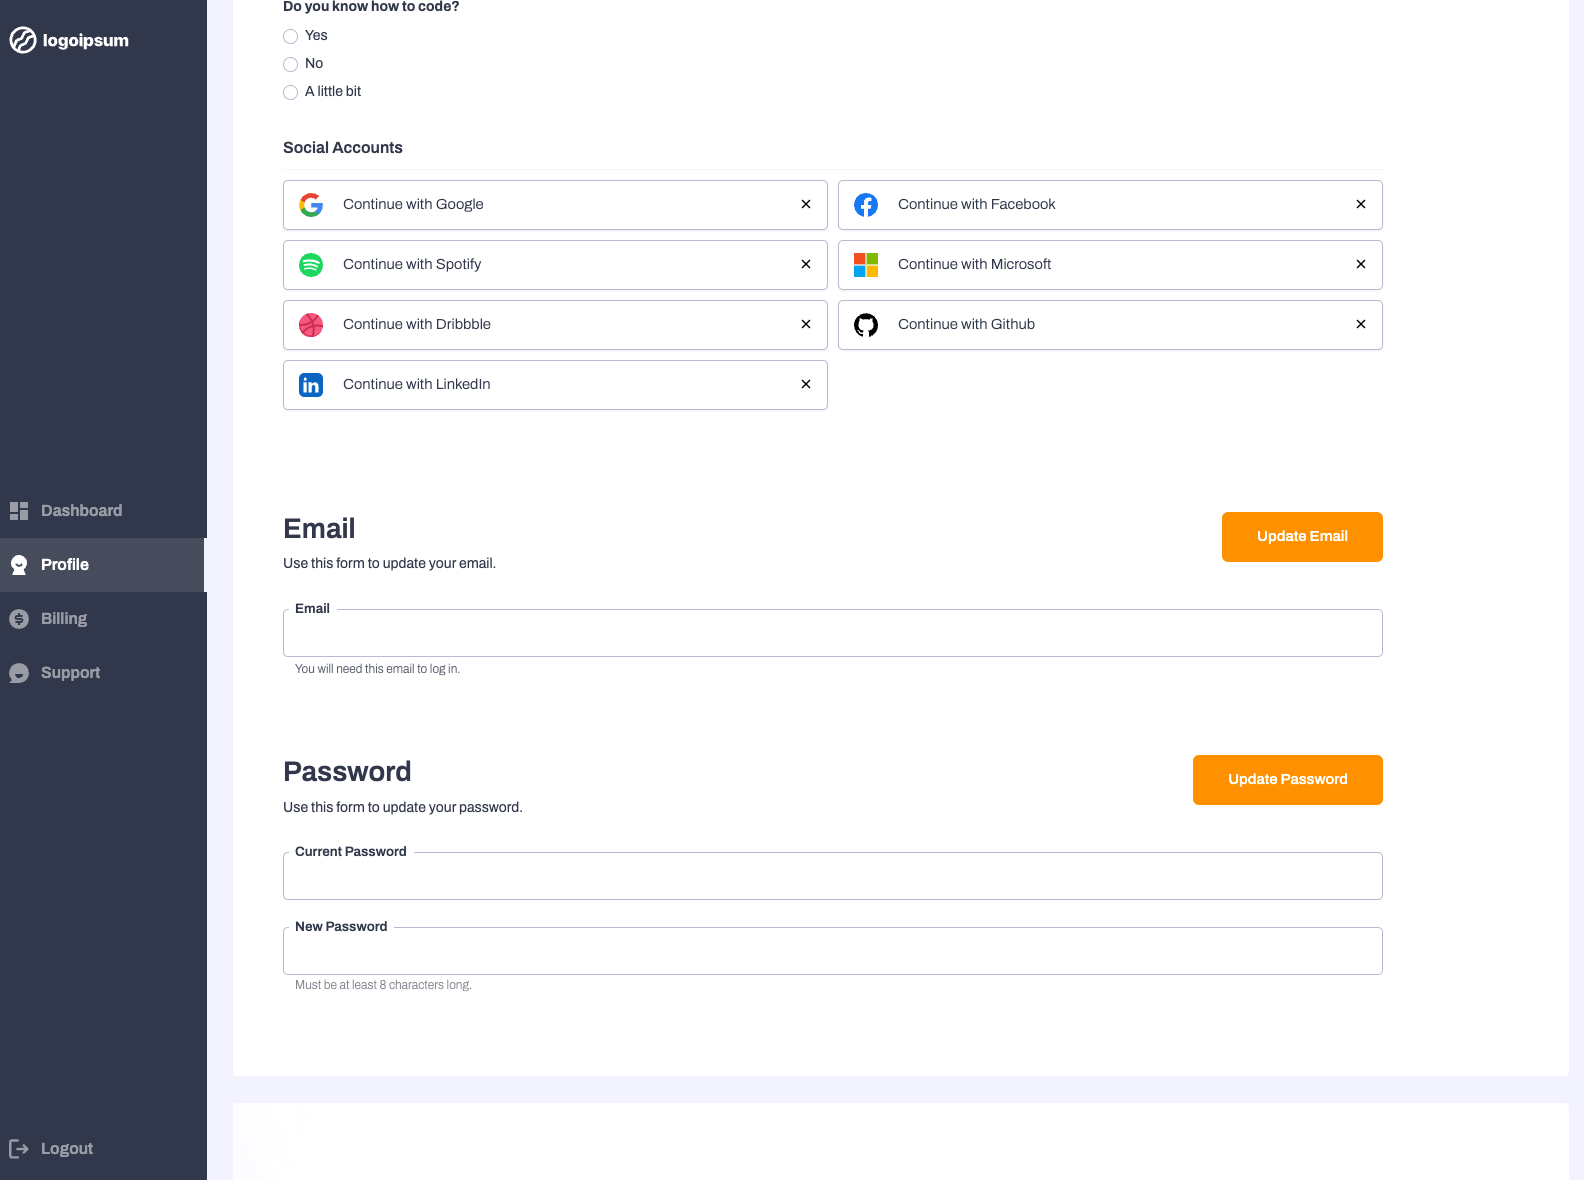 logoipsum
Dashboard
Profile
Billing
Support
Logout
Do you know how to code?
Yes
No
A little bit
Social Accounts
Continue with Google
Continue with Facebook
Continue with Spotify
Continue with Microsoft
Continue with Dribbble
Continue with Github
Continue with LinkedIn
Email
Update Email
Use this form to update your email.
Email
You will need this email to log in.
Password
Update Password
Use this form to update your password.
Current Password
New Password
Must be at least 8 characters long.